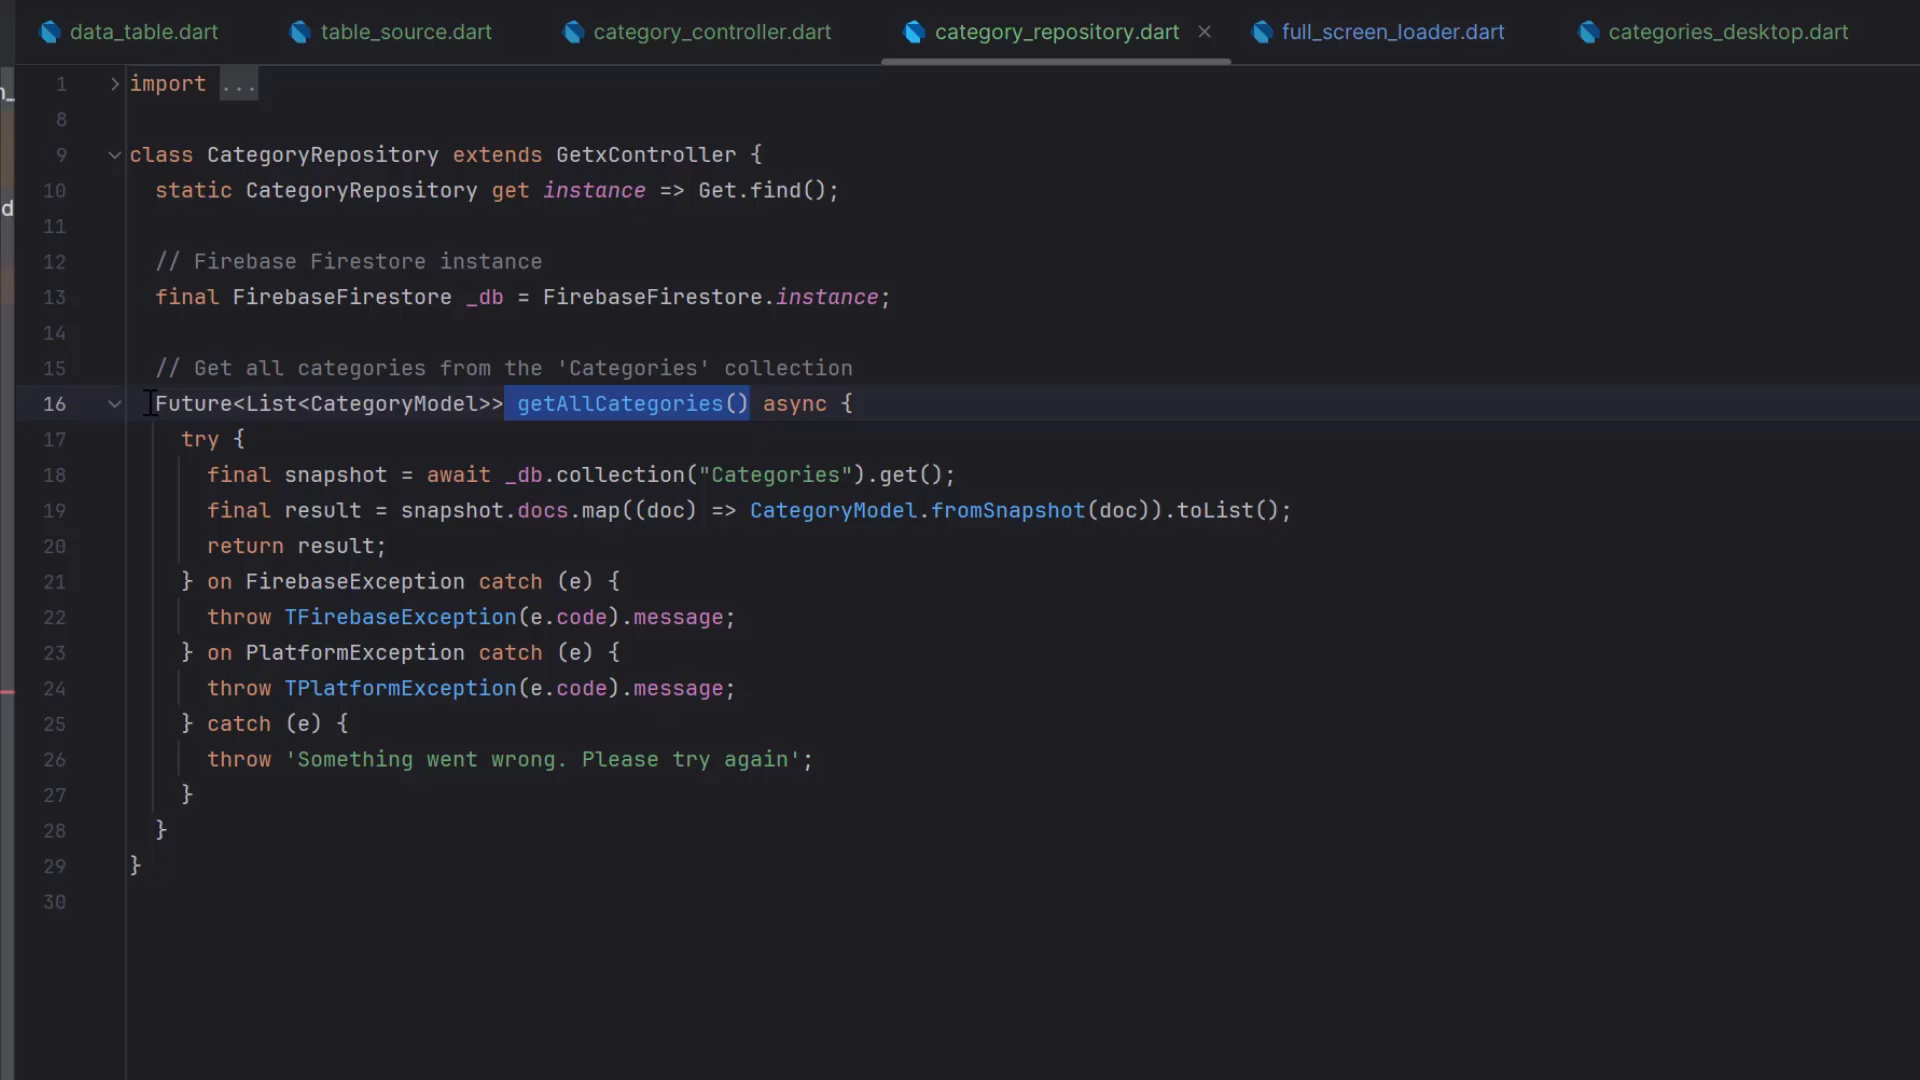 data_table.dart table_source.dart category_controller.dart category_repository.dart full_screen_loader.dart categories_desktop.dart
1 import ...
8
9 class CategoryRepository extends GetxController {
10 static CategoryRepository get instance => Get.find();
11
12 // Firebase Firestore instance
13 final FirebaseFirestore _db = FirebaseFirestore.instance;
14
15 // Get all categories from the 'Categories' collection
16 Future<List<CategoryModel>> getAllCategories() async {
17 try {
18 final snapshot = await _db.collection("Categories").get();
19 final result = snapshot.docs.map((doc) => CategoryModel.fromSnapshot(doc)).toList();
20 return result;
21 } on FirebaseException catch (e) {
22 throw TFirebaseException(e.code).message;
23 } on PlatformException catch (e) {
24 throw TPlatformException(e.code).message;
25 } catch (e) {
26 throw 'Something went wrong. Please try again';
27 }
28 }
29 }
30